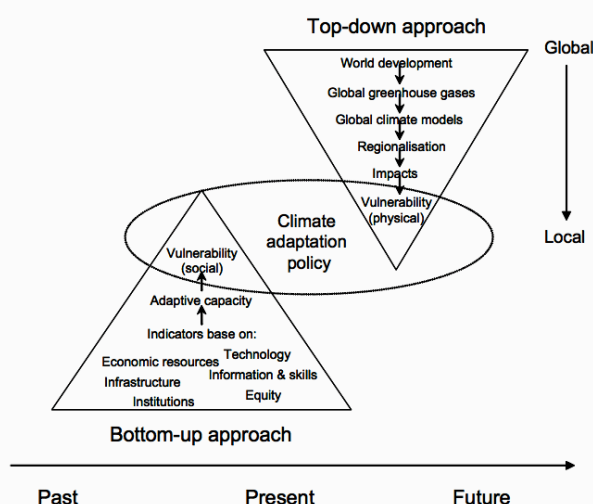 Top-down approach
Global
World development
Global greenhouse gases
Global climate models
Regionalisation
Impacts
Vulnerability
(physical)
Local
Climate
adaptation
policy
Vulnerability
(social)
Adaptive capacity
Indicators base on:
Economic resources
Technology
Infrastructure
Information & skills
Institutions
Equity
Bottom-up approach
Past
Present
Future